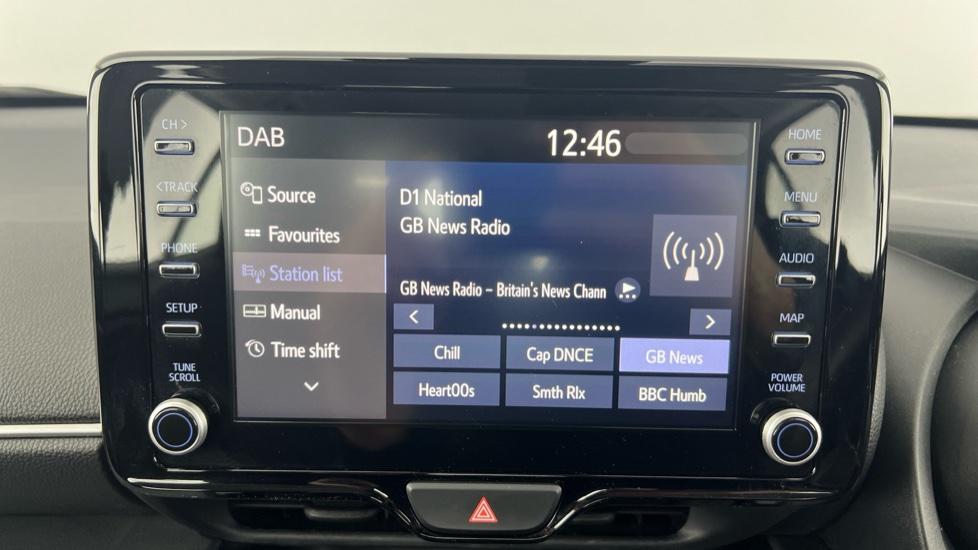 CH >
< TRACK
PHONE
SETUP
TUNE
SCROLL
DAB
12:46
Source
Favourites
Station list
Manual
Time shift
D1 National
GB News Radio
GB News Radio – Britain's News Chann
<
>
Chill
Cap DNCE
GB News
Heart00s
Smth Rlx
BBC Humb
HOME
MENU
AUDIO
MAP
POWER
VOLUME